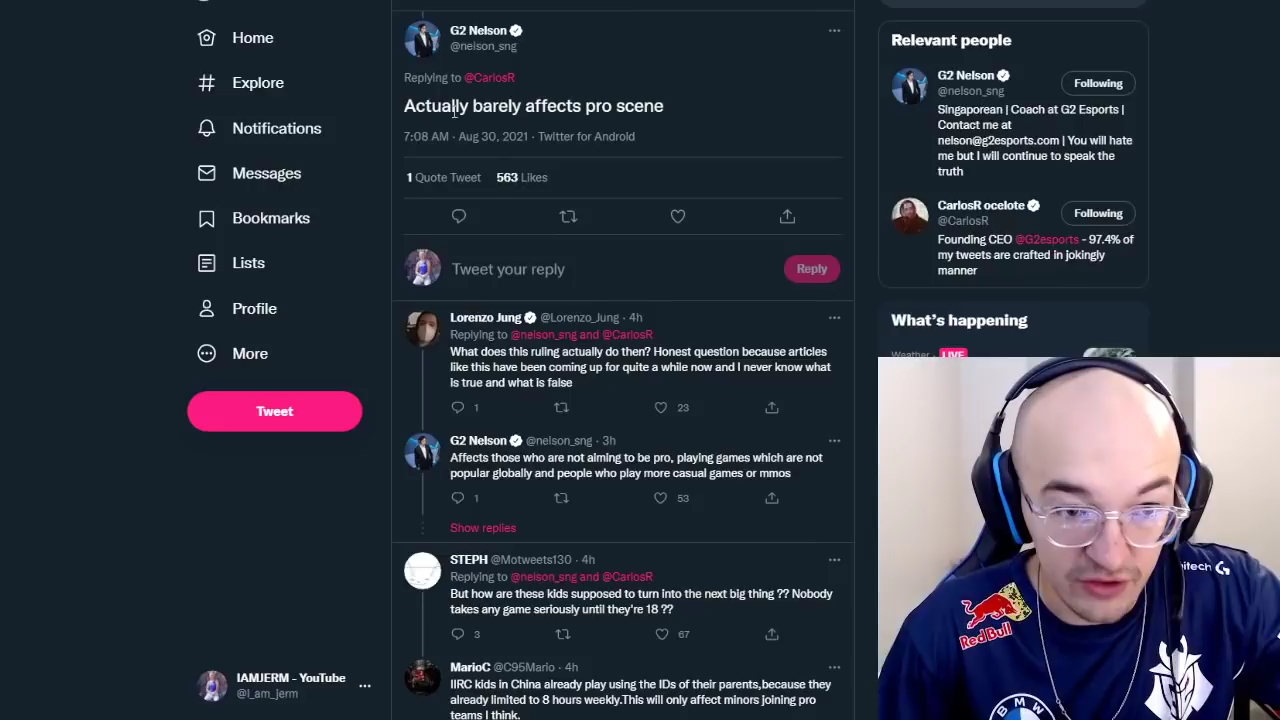 Home
Explore
Notifications
Messages
Bookmarks
Lists
Profile
More
Tweet
IAMJERM - YouTube
@I_am_jerm
G2 Nelson
@nelson_sng
Replying to @CarlosR
Actually barely affects pro scene
7:08 AM · Aug 30, 2021 · Twitter for Android
1 Quote Tweet 563 Likes
Tweet your reply
Reply
Lorenzo Jung @Lorenzo_Jung · 4h
Replying to @nelson_sng and @CarlosR
What does this ruling actually do then? Honest question because articles
like this have been coming up for quite a while now and I never know what
is true and what is false
1 23
G2 Nelson @nelson_sng · 3h
Affects those who are not aiming to be pro, playing games which are not
popular globally and people who play more casual games or mmos
1 53
Show replies
STEPH @Motweets130 · 4h
Replying to @nelson_sng and @CarlosR
But how are these kids supposed to turn into the next big thing ?? Nobody
takes any game seriously until they're 18 ??
3 67
MarioC @C95Mario · 4h
IIRC kids in China already play using the IDs of their parents,because they
already limited to 8 hours weekly.This will only affect minors joining pro
teams I think.
Relevant people
G2 Nelson
@nelson_sng
Following
Singaporean | Coach at G2 Esports |
Contact me at
nelson@g2esports.com | You will hate
me but I will continue to speak the
truth
CarlosR ocelote
@CarlosR
Following
Founding CEO @G2esports - 97.4% of
my tweets are crafted in jokingly
manner
What's happening
Weather · LIVE
Red Bull
gitech G
BMW